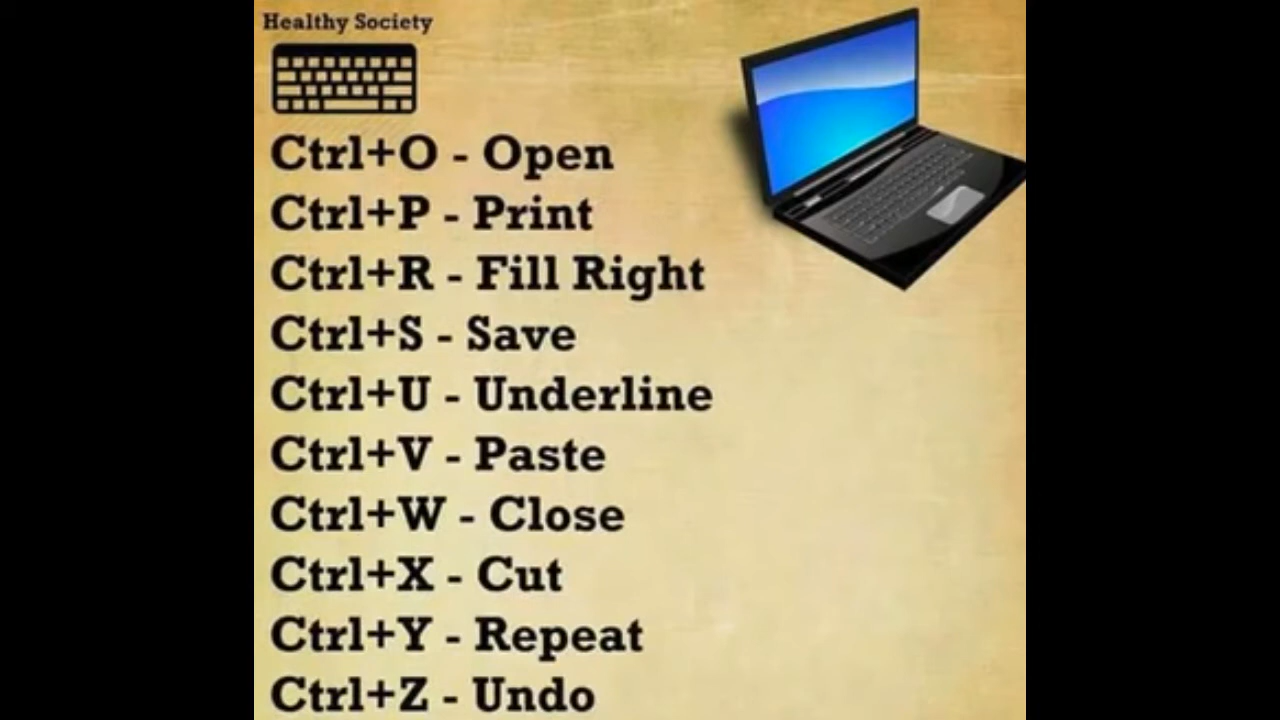 Healthy Society
Ctrl+O - Open
Ctrl+P - Print
Ctrl+R - Fill Right
Ctrl+S - Save
Ctrl+U - Underline
Ctrl+V - Paste
Ctrl+W - Close
Ctrl+X - Cut
Ctrl+Y - Repeat
Ctrl+Z - Undo